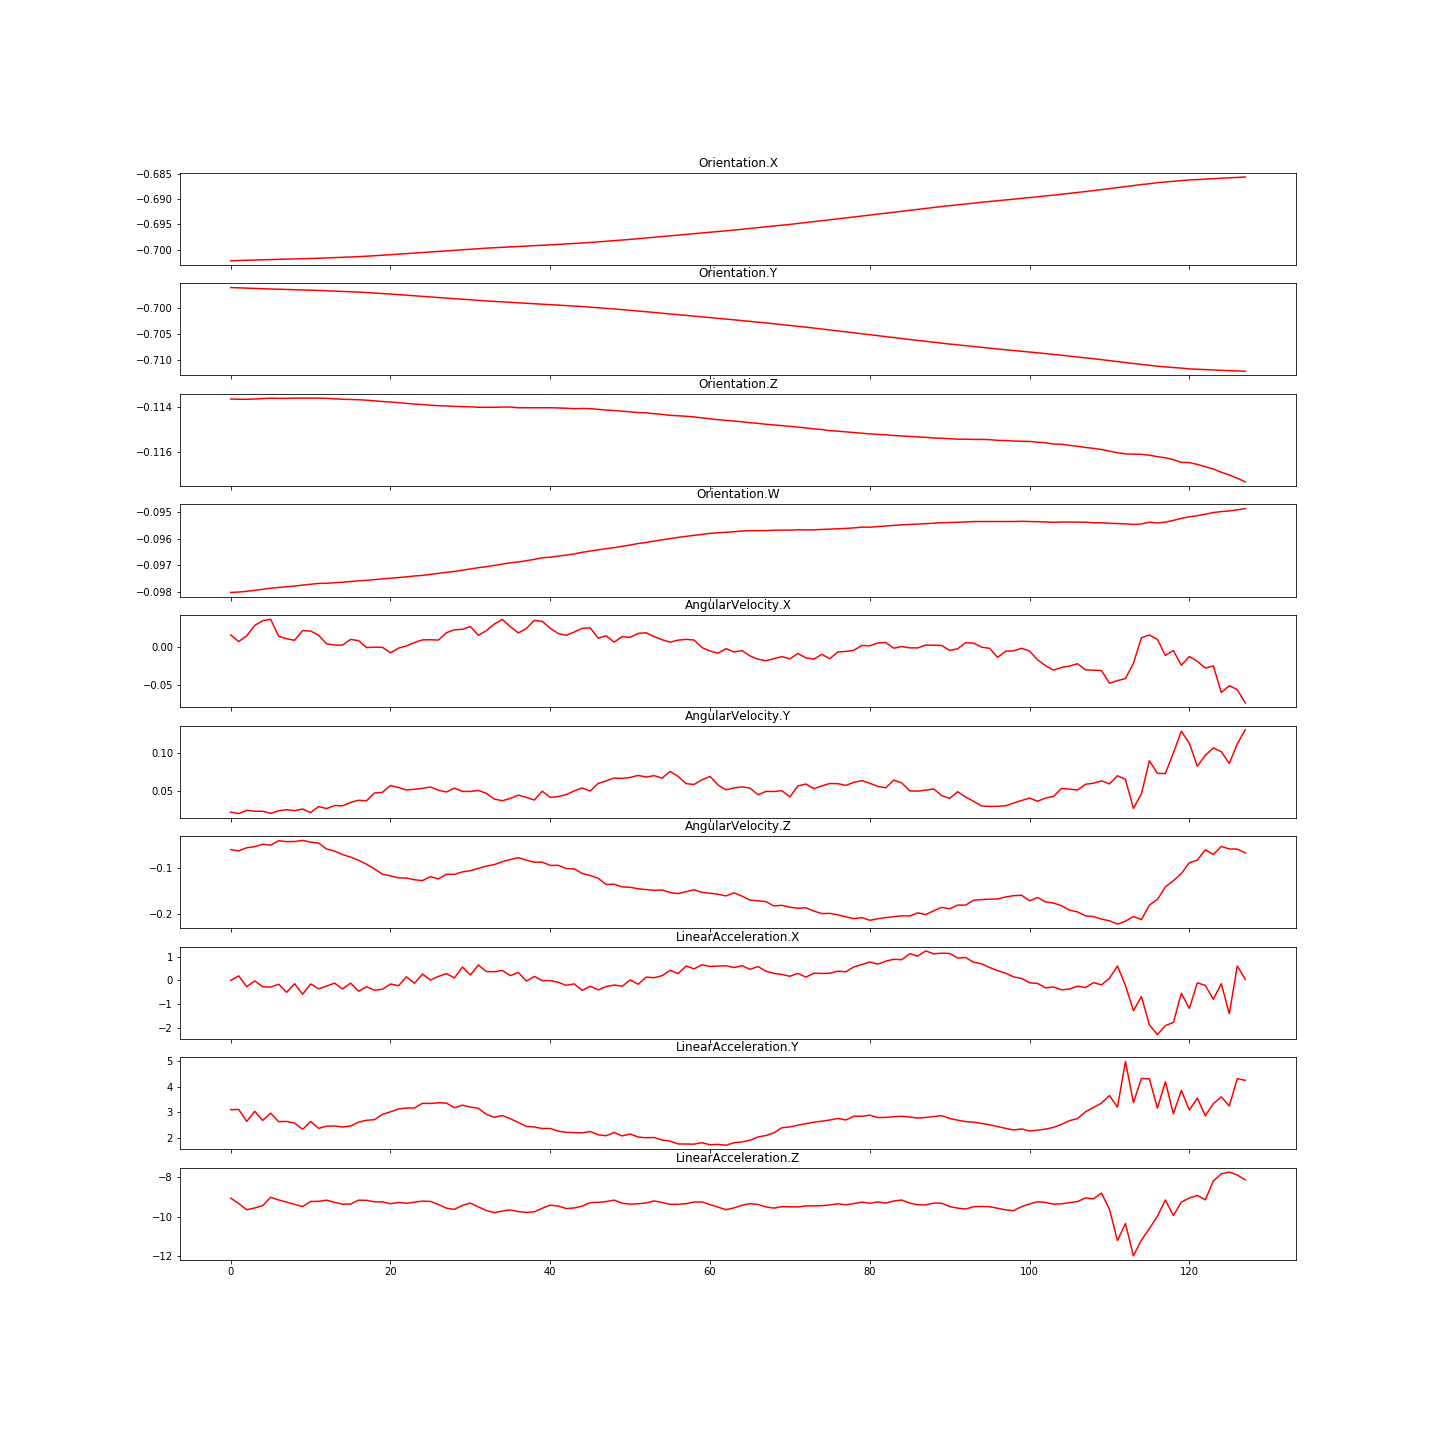 Orientation.X
−0.685
−0.690
−0.695
−0.700
Orientation.Y
−0.700
−0.705
−0.710
Orientation.Z
−0.114
−0.116
Orientation.W
−0.095
−0.096
−0.097
−0.098
AngularVelocity.X
0.00
−0.05
AngularVelocity.Y
0.10
0.05
AngularVelocity.Z
−0.1
−0.2
LinearAcceleration.X
1
0
−1
−2
LinearAcceleration.Y
5
4
3
2
LinearAcceleration.Z
−8
−10
−12
0 20 40 60 80 100 120